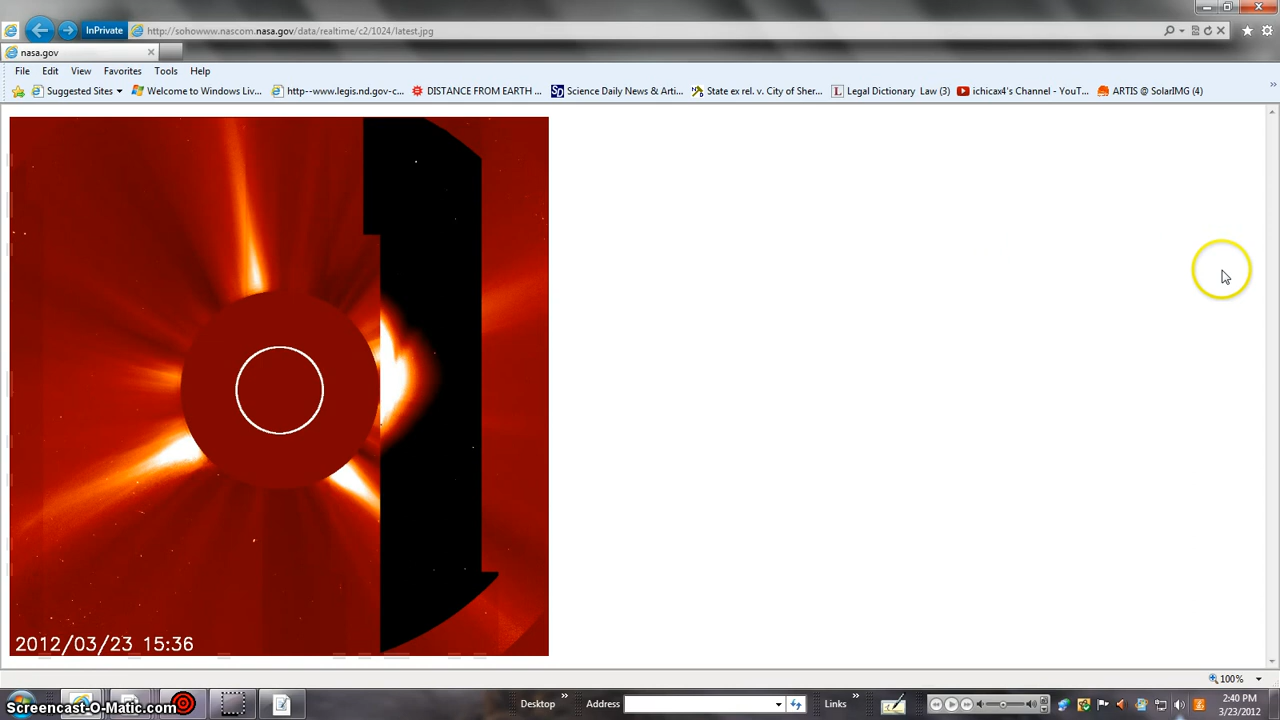 InPrivate http://sohowww.nascom.nasa.gov/data/realtime/c2/1024/latest.jpg
nasa.gov
File Edit View Favorites Tools Help
Suggested Sites Welcome to Windows Liv... http--www.legis.nd.gov-c... DISTANCE FROM EARTH ... Sp Science Daily News & Arti... State ex rel. v. City of Sher... L Legal Dictionary Law (3) ichicax4's Channel - YouT... ARTIS @ SolarIMG (4)
2012/03/23 15:36
100%
Desktop Address Links 2:40 PM
Screencast-O-Matic.com 3/23/2012